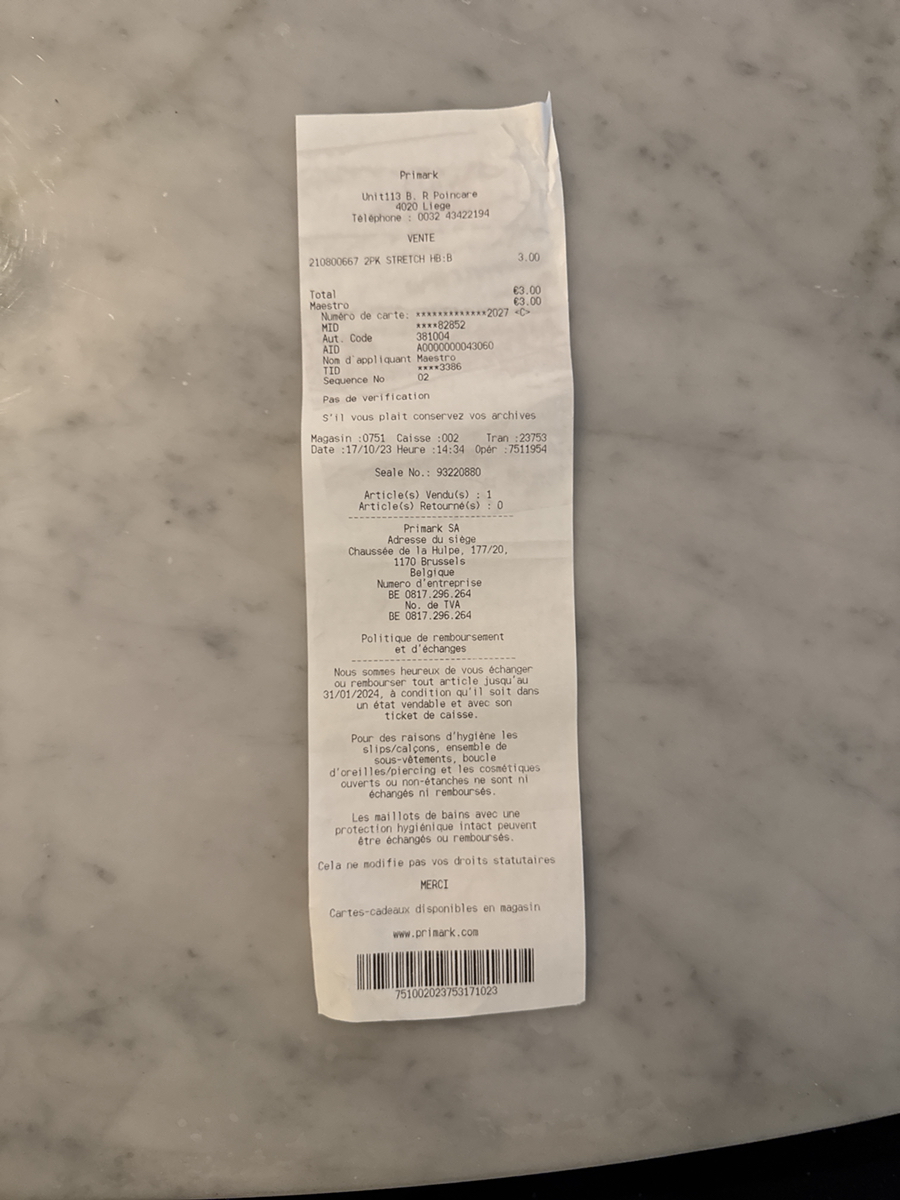 Primark
Unit113 B. R Poincare
4020 Liege
Téléphone : 0032 43422194
VENTE
210800667 2PK STRETCH HB:B 3.00
Total €3.00
Maestro €3.00
Numéro de carte: *************2027 <C>
MID ****82852
Aut. Code 381004
AID A0000000043060
Nom d'appliquant Maestro
TID ****3386
Sequence No 02
Pas de verification
S'il vous plait conservez vos archives
Magasin :0751 Caisse :002 Tran :23753
Date :17/10/23 Heure :14:34 Opér :7511954
Seale No.: 93220880
Article(s) Vendu(s) : 1
Article(s) Retourné(s) : 0
Primark SA
Adresse du siège
Chaussée de la Hulpe, 177/20,
1170 Brussels
Belgique
Numero d'entreprise
BE 0817.296.264
No. de TVA
BE 0817.296.264
Politique de remboursement
et d'échanges
Nous sommes heureux de vous échanger
ou rembourser tout article jusqu'au
31/01/2024, à condition qu'il soit dans
un état vendable et avec son
ticket de caisse.
Pour des raisons d'hygiène les
slips/calçons, ensemble de
sous-vêtements, boucle
d'oreilles/piercing et les cosmétiques
ouverts ou non-étanches ne sont ni
échangés ni remboursés.
Les maillots de bains avec une
protection hygiénique intact peuvent
être échangés ou remboursés.
Cela ne modifie pas vos droits statutaires
MERCI
Cartes-cadeaux disponibles en magasin
www.primark.com
751002023753171023